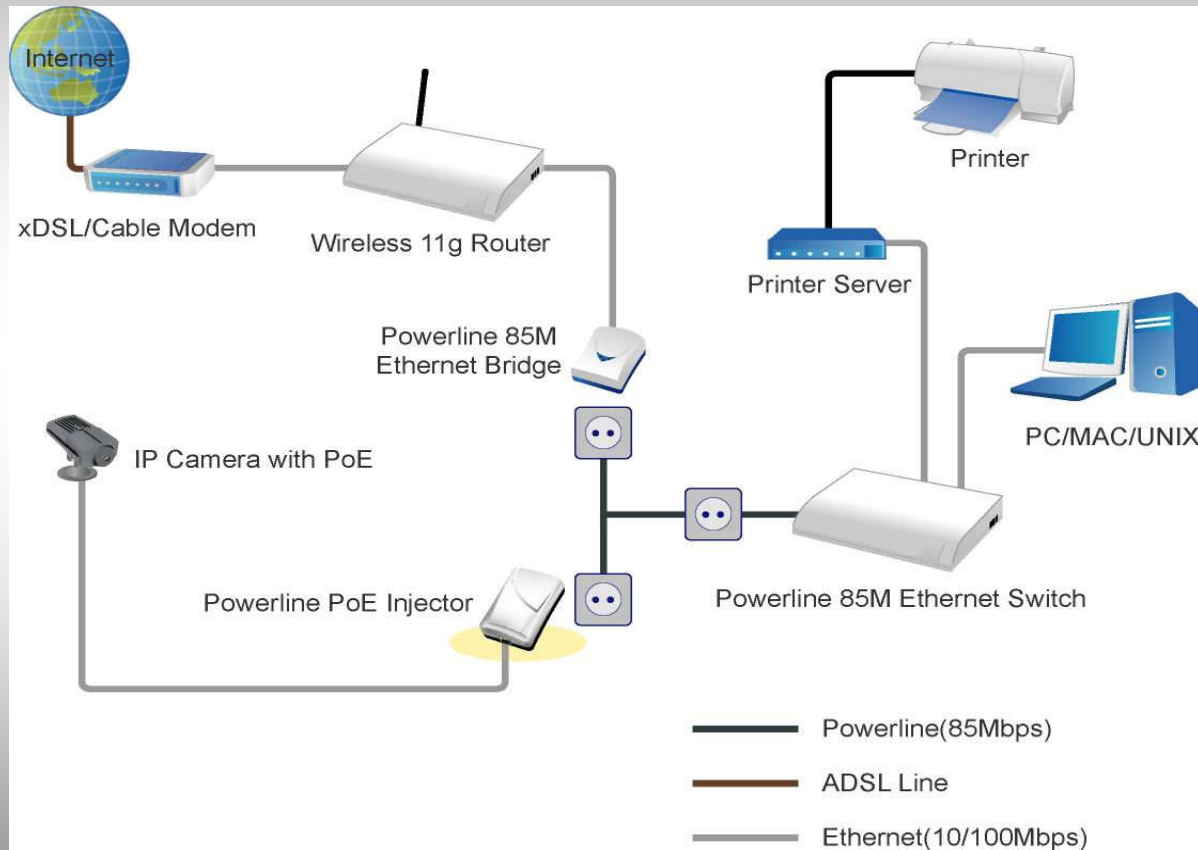 Internet
xDSL/Cable Modem
Wireless 11g Router
Printer
Printer Server
Powerline 85M
Ethernet Bridge
PC/MAC/UNIX
IP Camera with PoE
Powerline PoE Injector
Powerline 85M Ethernet Switch
Powerline(85Mbps)
ADSL Line
Ethernet(10/100Mbps)